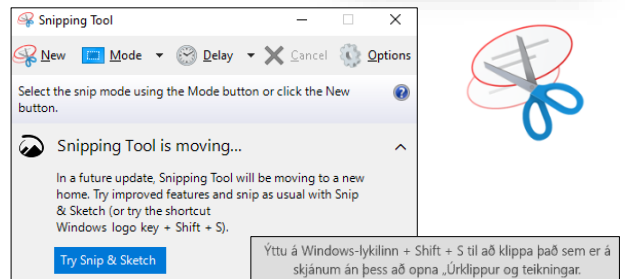 Snipping Tool
New Mode Delay Cancel Options
Select the snip mode using the Mode button or click the New
button.
Snipping Tool is moving...
In a future update, Snipping Tool will be moving to a new
home. Try improved features and snip as usual with Snip
& Sketch (or try the shortcut
Windows logo key + Shift + S).
Try Snip & Sketch
Ýttu á Windows-lykilinn + Shift + S til að klippa það sem er á
skjánum án þess að opna „Úrklippur og teikningar.